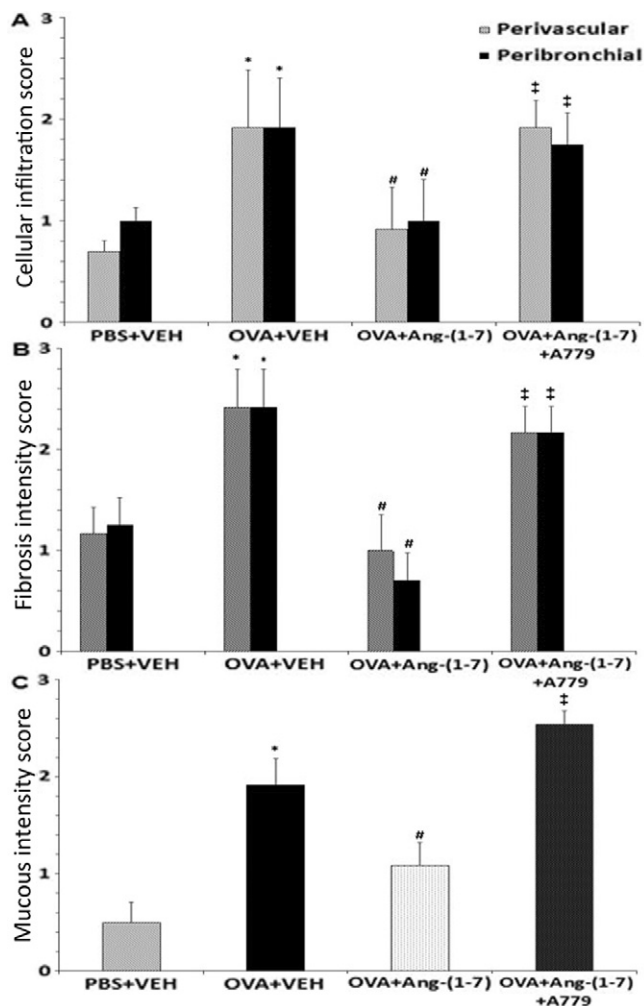 A
3
Perivascular
Peribronchial
* *
‡ ‡
2
# #
1
0
Cellular infiltration score
PBS+VEH OVA+VEH OVA+Ang-(1-7) OVA+Ang-(1-7)
+A779
B
3
* *
‡ ‡
2
# #
1
0
Fibrosis intensity score
PBS+VEH OVA+VEH OVA+Ang-(1-7) OVA+Ang-(1-7)
+A779
C
3
* ‡
2
#
1
0
Mucous intensity score
PBS+VEH OVA+VEH OVA+Ang-(1-7) OVA+Ang-(1-7)
+A779